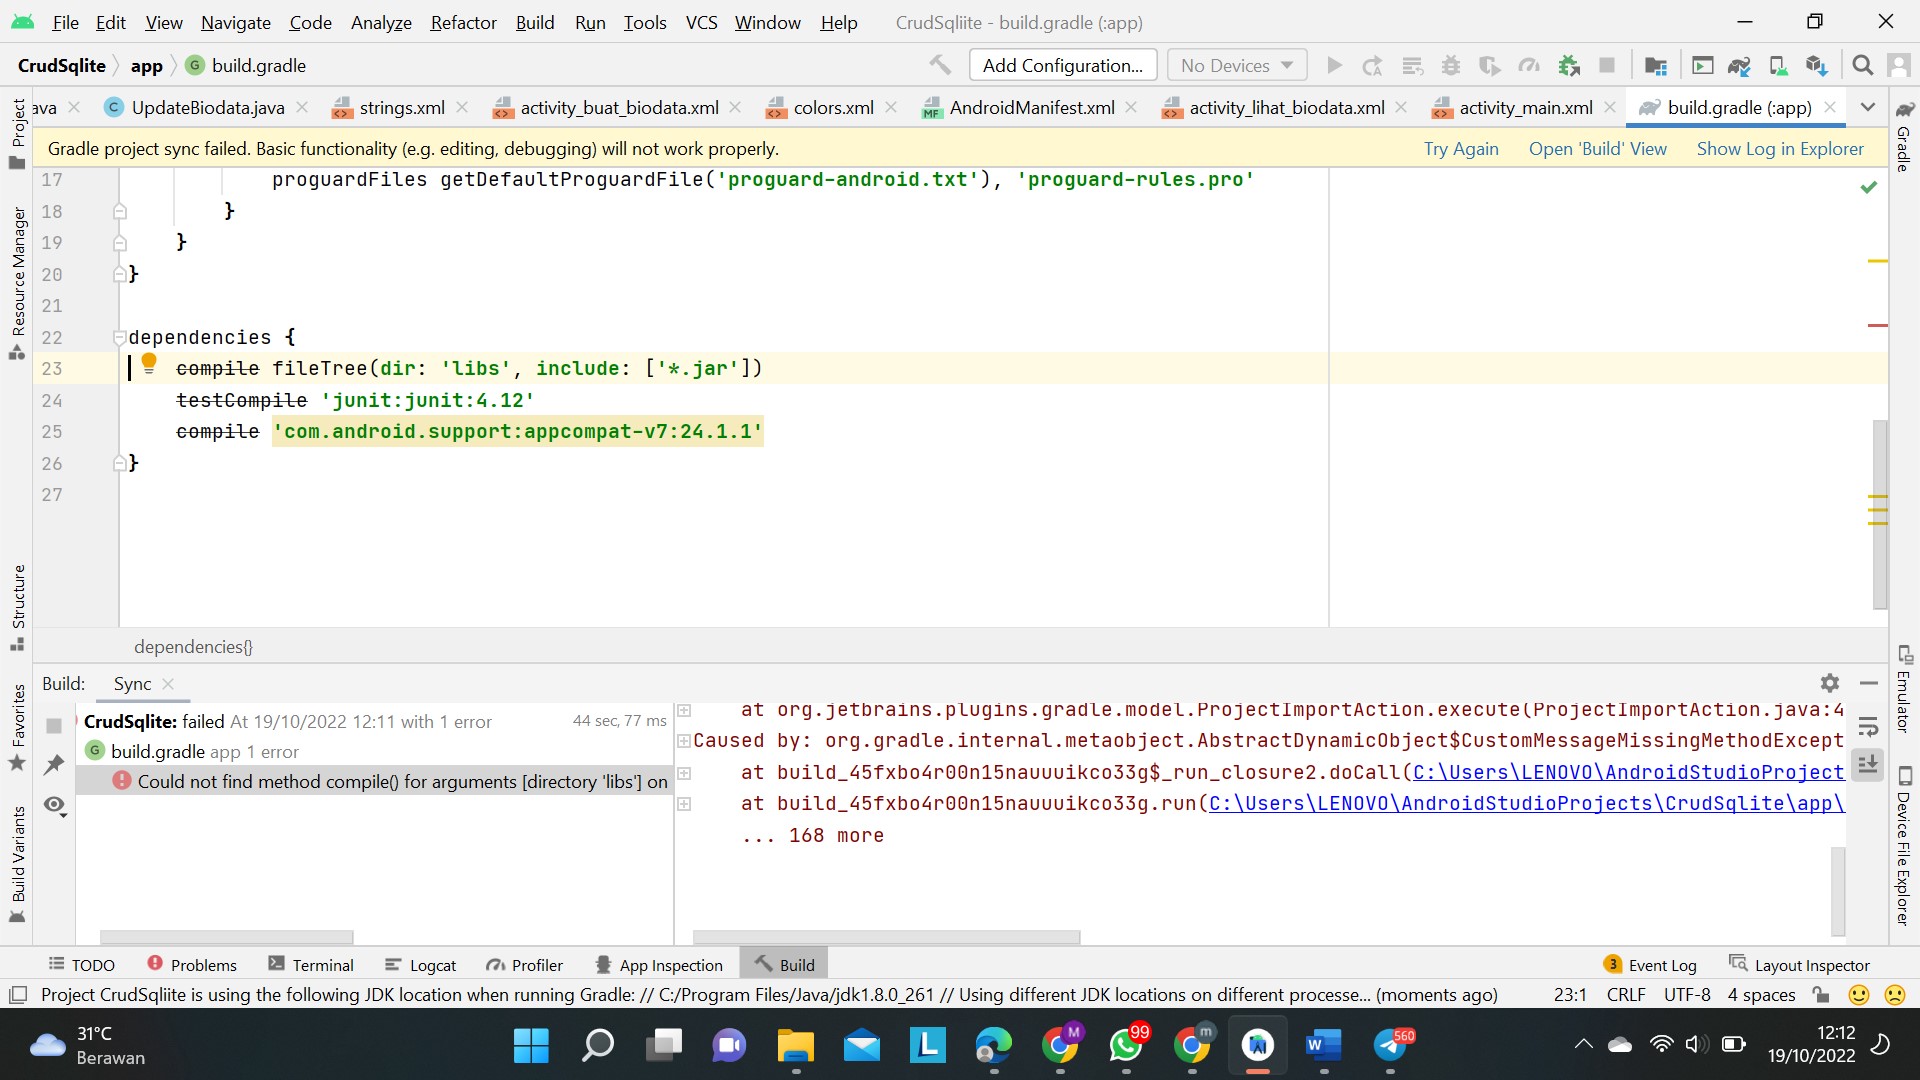 File Edit View Navigate Code Analyze Refactor Build Run Tools VCS Window Help CrudSqliite - build.gradle (:app)
CrudSqlite app build.gradle Add Configuration... No Devices
ava UpdateBiodata.java strings.xml activity_buat_biodata.xml colors.xml AndroidManifest.xml activity_lihat_biodata.xml activity_main.xml build.gradle (:app)
Gradle project sync failed. Basic functionality (e.g. editing, debugging) will not work properly. Try Again Open 'Build' View Show Log in Explorer
Project
Resource Manager
Structure
Favorites
Build Variants
Gradle
Emulator
Device File Explorer
17 proguardFiles getDefaultProguardFile('proguard-android.txt'), 'proguard-rules.pro'
18 }
19 }
20 }
21
22 dependencies {
23 compile fileTree(dir: 'libs', include: ['*.jar'])
24 testCompile 'junit:junit:4.12'
25 compile 'com.android.support:appcompat-v7:24.1.1'
26 }
27
dependencies{}
Build: Sync
CrudSqlite: failed At 19/10/2022 12:11 with 1 error 44 sec, 77 ms
build.gradle app 1 error
Could not find method compile() for arguments [directory 'libs'] on
at org.jetbrains.plugins.gradle.model.ProjectImportAction.execute(ProjectImportAction.java:4
Caused by: org.gradle.internal.metaobject.AbstractDynamicObject$CustomMessageMissingMethodExcept
at build_45fxbo4r00n15nauuuikco33g$_run_closure2.doCall(C:\Users\LENOVO\AndroidStudioProject
at build_45fxbo4r00n15nauuuikco33g.run(C:\Users\LENOVO\AndroidStudioProjects\CrudSqlite\app\
... 168 more
TODO Problems Terminal Logcat Profiler App Inspection Build 3 Event Log Layout Inspector
Project CrudSqliite is using the following JDK location when running Gradle: // C:/Program Files/Java/jdk1.8.0_261 // Using different JDK locations on different processe... (moments ago) 23:1 CRLF UTF-8 4 spaces
31°C
Berawan
M
99
m
560
12:12
19/10/2022